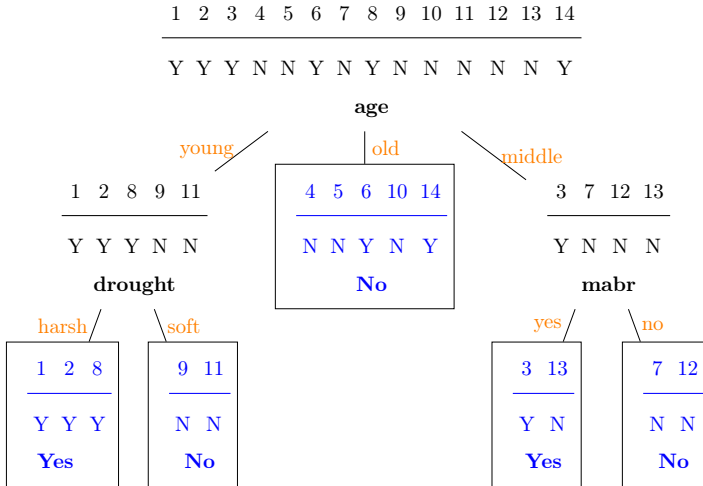 1 2 3 4 5 6 7 8 9 10 11 12 13 14
Y Y Y N N Y N Y N N N N N Y
age
young old middle
1 2 8 9 11
Y Y Y N N
drought
4 5 6 10 14
N N Y N Y
No
3 7 12 13
Y N N N
mabr
harsh soft yes no
1 2 8
Y Y Y
Yes
9 11
N N
No
3 13
Y N
Yes
7 12
N N
No